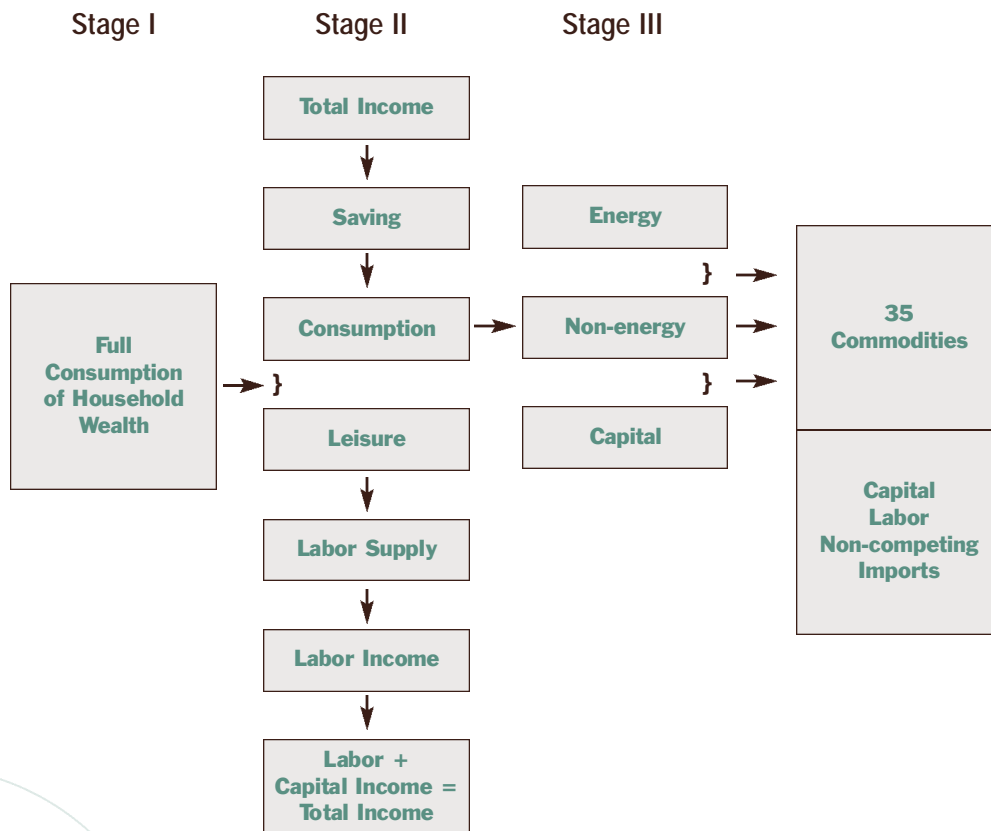 Stage I
Stage II
Stage III
Total Income
Saving
Energy
Full
Consumption
of Household
Wealth
}
Consumption
Non-energy
}
}
35
Commodities
Leisure
Capital
Labor Supply
Capital
Labor
Non-competing
Imports
Labor Income
Labor +
Capital Income =
Total Income